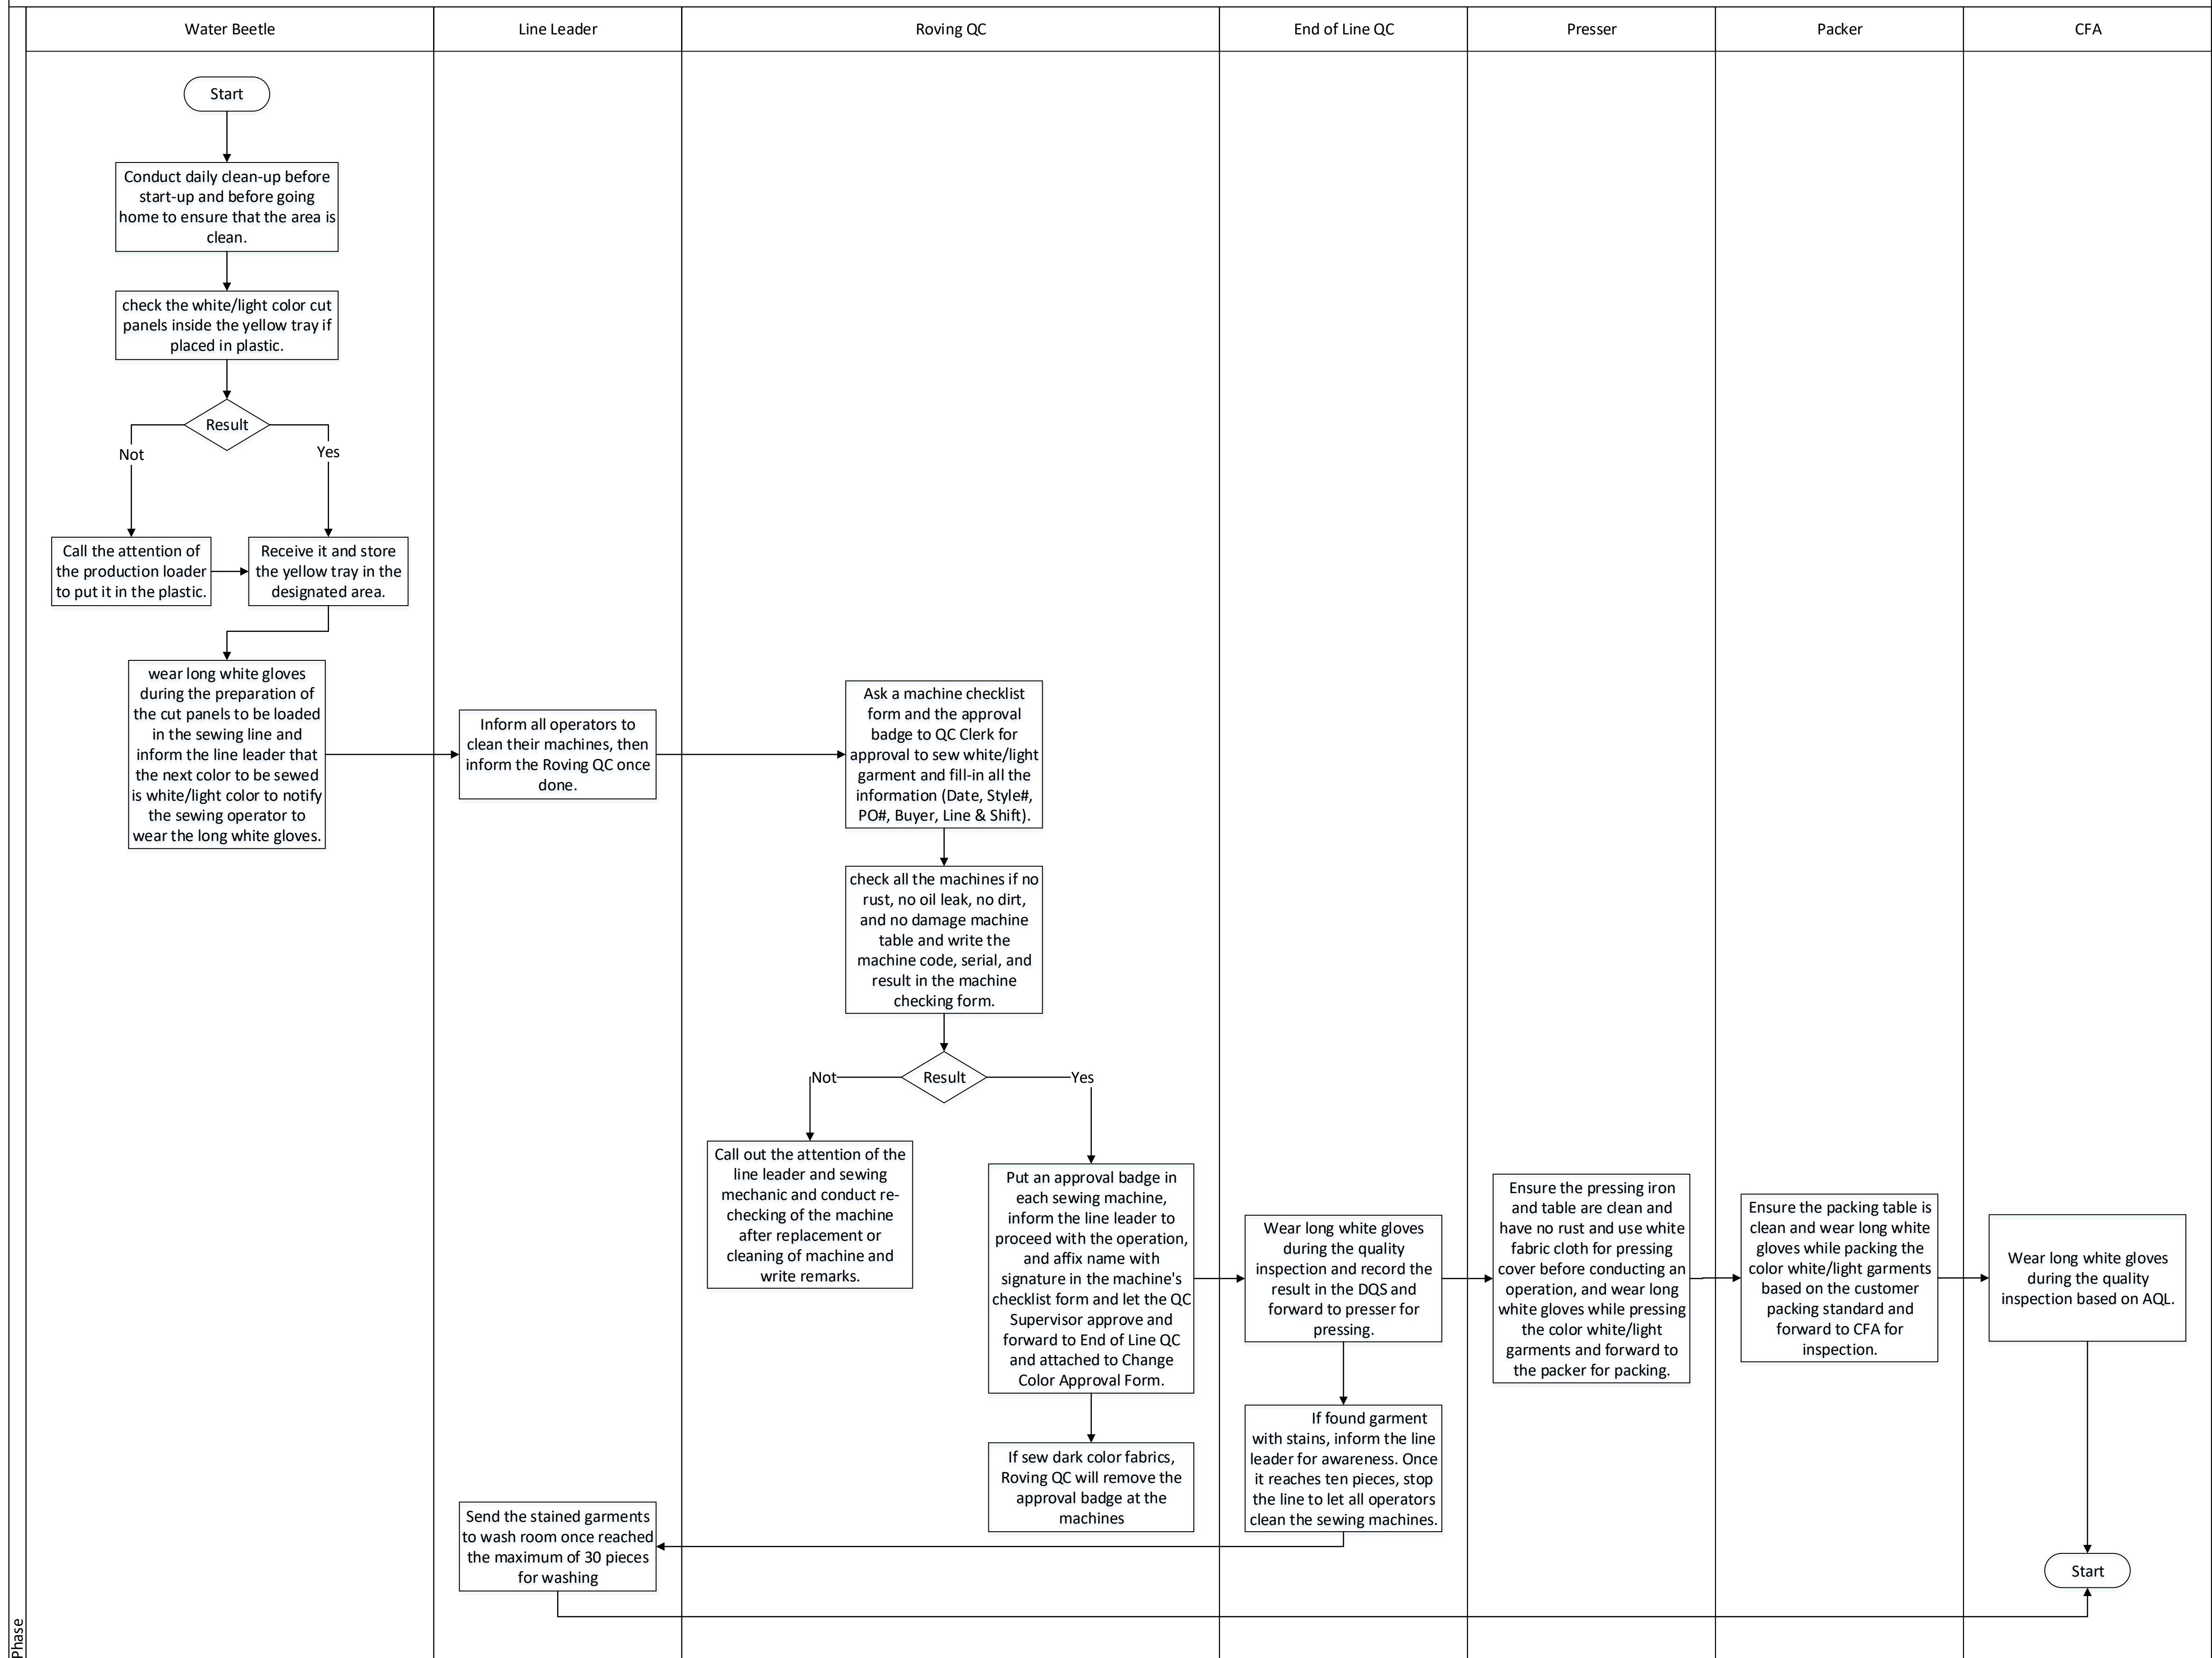 Water Beetle
Line Leader
Roving QC
End of Line QC
Presser
Packer
CFA
Start
Conduct daily clean-up before
start-up and before going
home to ensure that the area is
clean.
check the white/light color cut
panels inside the yellow tray if
placed in plastic.
Result
Not
Yes
Call the attention of
the production loader
to put it in the plastic.
Receive it and store
the yellow tray in the
designated area.
wear long white gloves
during the preparation of
the cut panels to be loaded
in the sewing line and
inform the line leader that
the next color to be sewed
is white/light color to notify
the sewing operator to
wear the long white gloves.
Inform all operators to
clean their machines, then
inform the Roving QC once
done.
Ask a machine checklist
form and the approval
badge to QC Clerk for
approval to sew white/light
garment and fill-in all the
information (Date, Style#,
PO#, Buyer, Line & Shift).
check all the machines if no
rust, no oil leak, no dirt,
and no damage machine
table and write the
machine code, serial, and
result in the machine
checking form.
Result
Not
Yes
Call out the attention of the
line leader and sewing
mechanic and conduct re-
checking of the machine
after replacement or
cleaning of machine and
write remarks.
Put an approval badge in
each sewing machine,
inform the line leader to
proceed with the operation,
and affix name with
signature in the machine's
checklist form and let the QC
Supervisor approve and
forward to End of Line QC
and attached to Change
Color Approval Form.
If sew dark color fabrics,
Roving QC will remove the
approval badge at the
machines
Wear long white gloves
during the quality
inspection and record the
result in the DQS and
forward to presser for
pressing.
If found garment
with stains, inform the line
leader for awareness. Once
it reaches ten pieces, stop
the line to let all operators
clean the sewing machines.
Send the stained garments
to wash room once reached
the maximum of 30 pieces
for washing
Ensure the pressing iron
and table are clean and
have no rust and use white
fabric cloth for pressing
cover before conducting an
operation, and wear long
white gloves while pressing
the color white/light
garments and forward to
the packer for packing.
Ensure the packing table is
clean and wear long white
gloves while packing the
color white/light garments
based on the customer
packing standard and
forward to CFA for
inspection.
Wear long white gloves
during the quality
inspection based on AQL.
Start
Phase